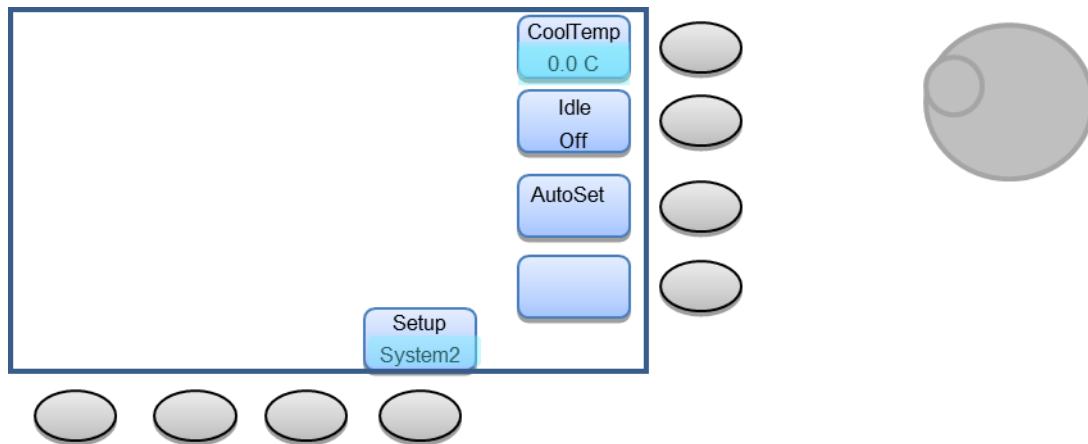 CoolTemp
0.0 C
Idle
Off
AutoSet
Setup
System2